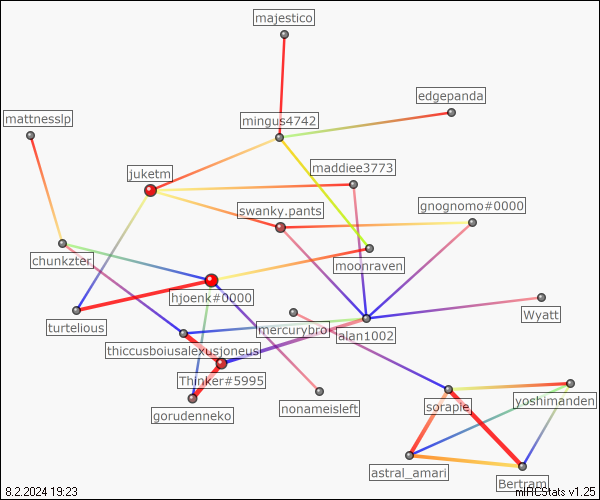 majestico
edgepanda
mattnesslp
mingus4742
maddiee3773
juketm
gnognomo#0000
swanky.pants
chunkzter
moonraven
hjoenk#0000
Wyatt
turtelious
mercurybro
alan1002
thiccusboiusalexusjoneus
Thinker#5995
yoshimanden
gorudenneko
nonameisleft
soraple
astral_amari
Bertram
8.2.2024 19:23
mIRCStats v1.25